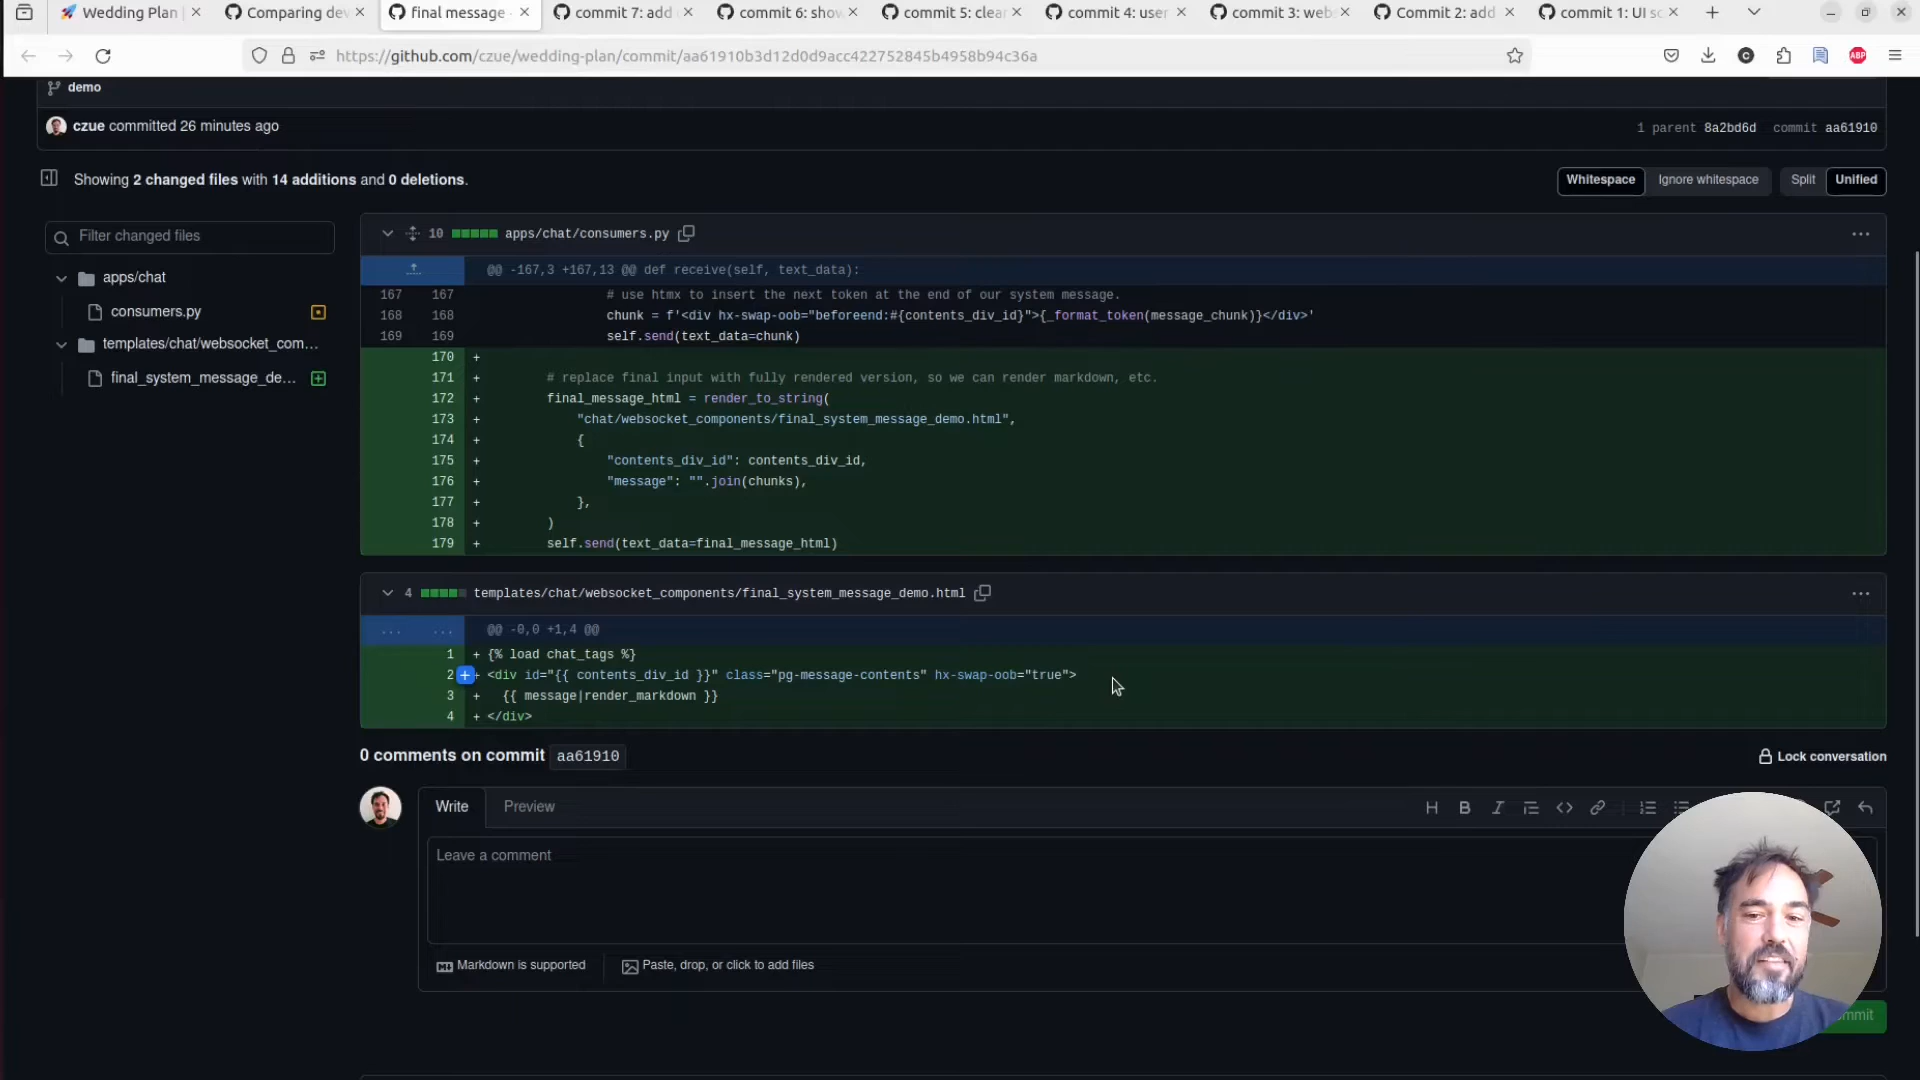 Wedding Plan
Comparing de
final message
commit 7: add
commit 6: show
commit 5: clea
commit 4: user
commit 3: web
Commit 2: add
commit 1: UI sc
https://github.com/czue/wedding-plan/commit/aa61910b3d12d0d9acc422752845b4958b94c36a
ABP
demo
czue committed 26 minutes ago
1 parent 8a2bd6d commit aa61910
Showing 2 changed files with 14 additions and 0 deletions.
Whitespace Ignore whitespace Split Unified
Filter changed files
apps/chat
consumers.py
templates/chat/websocket_com...
final_system_message_de...
10 apps/chat/consumers.py
@@ -167,3 +167,13 @@ def receive(self, text_data):
167 167 # use htmx to insert the next token at the end of our system message.
168 168 chunk = f'<div hx-swap-oob="beforeend:#{contents_div_id}">{_format_token(message_chunk)}</div>'
169 169 self.send(text_data=chunk)
170 +
171 + # replace final input with fully rendered version, so we can render markdown, etc.
172 + final_message_html = render_to_string(
173 + "chat/websocket_components/final_system_message_demo.html",
174 + {
175 + "contents_div_id": contents_div_id,
176 + "message": "".join(chunks),
177 + },
178 + )
179 + self.send(text_data=final_message_html)
4 templates/chat/websocket_components/final_system_message_demo.html
@@ -0,0 +1,4 @@
1 + {% load chat_tags %}
2 + <div id="{{ contents_div_id }}" class="pg-message-contents" hx-swap-oob="true">
3 + {{ message|render_markdown }}
4 + </div>
0 comments on commit aa61910
Lock conversation
Write Preview
Leave a comment
Markdown is supported
Paste, drop, or click to add files